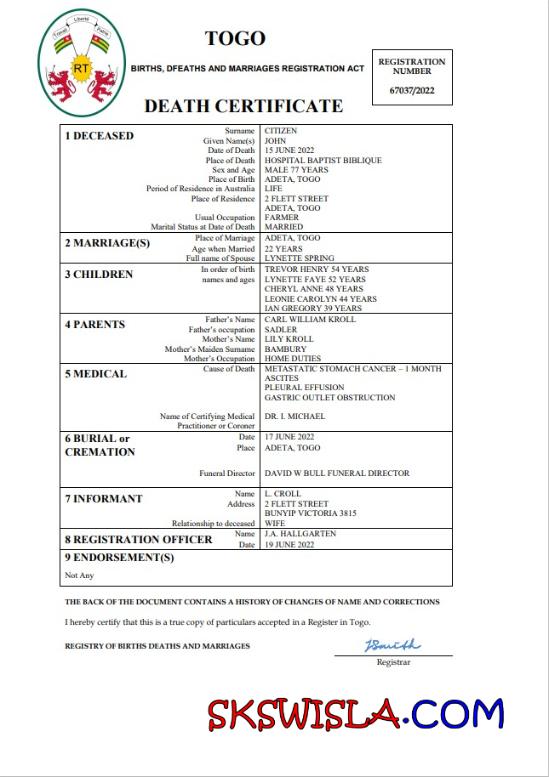 Liberté
Travail Patrie
RT
TOGO
BIRTHS, DFEATHS AND MARRIAGES REGISTRATION ACT
REGISTRATION
NUMBER
67037/2022
DEATH CERTIFICATE
1 DECEASED
Surname CITIZEN
Given Name(s) JOHN
Date of Death 15 JUNE 2022
Place of Death HOSPITAL BAPTIST BIBLIQUE
Sex and Age MALE 77 YEARS
Place of Birth ADETA, TOGO
Period of Residence in Australia LIFE
Place of Residence 2 FLETT STREET
ADETA, TOGO
Usual Occupation FARMER
Marital Status at Date of Death MARRIED
2 MARRIAGE(S)
Place of Marriage ADETA, TOGO
Age when Married 22 YEARS
Full name of Spouse LYNETTE SPRING
3 CHILDREN
In order of birth TREVOR HENRY 54 YEARS
names and ages LYNETTE FAYE 52 YEARS
CHERYL ANNE 48 YEARS
LEONIE CAROLYN 44 YEARS
IAN GREGORY 39 YEARS
4 PARENTS
Father's Name CARL WILLIAM KROLL
Father's occupation SADLER
Mother's Name LILY KROLL
Mother's Maiden Surname BAMBURY
Mother's Occupation HOME DUTIES
5 MEDICAL
Cause of Death METASTATIC STOMACH CANCER – 1 MONTH
ASCITES
PLEURAL EFFUSION
GASTRIC OUTLET OBSTRUCTION
Name of Certifying Medical DR. I. MICHAEL
Practitioner or Coroner
6 BURIAL or
CREMATION
Date 17 JUNE 2022
Place ADETA, TOGO
Funeral Director DAVID W BULL FUNERAL DIRECTOR
7 INFORMANT
Name L. CROLL
Address 2 FLETT STREET
BUNYIP VICTORIA 3815
Relationship to deceased WIFE
8 REGISTRATION OFFICER
Name J.A. HALLGARTEN
Date 19 JUNE 2022
9 ENDORSEMENT(S)
Not Any
THE BACK OF THE DOCUMENT CONTAINS A HISTORY OF CHANGES OF NAME AND CORRECTIONS
I hereby certify that this is a true copy of particulars accepted in a Register in Togo.
REGISTRY OF BIRTHS DEATHS AND MARRIAGES
JSmith
Registrar
SKSWISLA.COM